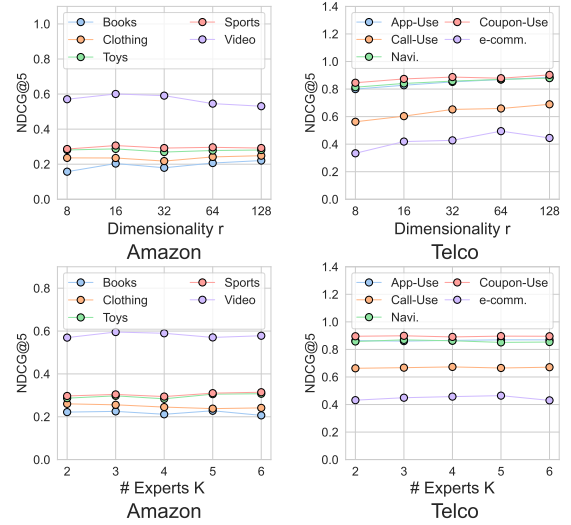 Books
Sports
Clothing
Video
Toys
NDCG@5
1.0
0.8
0.6
0.4
0.2
0.0
8 16 32 64 128
Dimensionality r
Amazon
App-Use
Coupon-Use
Call-Use
e-comm.
Navi.
NDCG@5
1.4
1.2
1.0
0.8
0.6
0.4
0.2
0.0
8 16 32 64 128
Dimensionality r
Telco
Books
Sports
Clothing
Video
Toys
NDCG@5
0.8
0.6
0.4
0.2
0.0
2 3 4 5 6
# Experts K
Amazon
App-Use
Coupon-Use
Call-Use
e-comm.
Navi.
NDCG@5
1.4
1.2
1.0
0.8
0.6
0.4
0.2
0.0
2 3 4 5 6
# Experts K
Telco